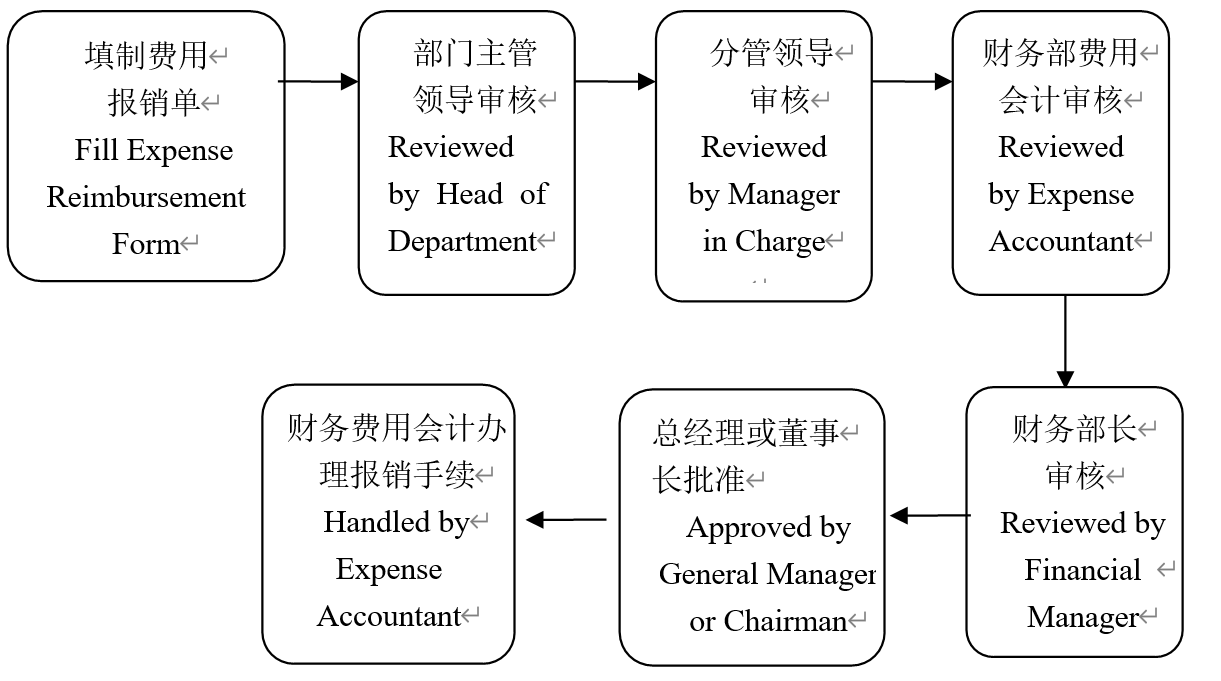 填制费用
报销单
Fill Expense
Reimbursement
Form
部门主管
领导审核
Reviewed
by Head of
Department
分管领导
审核
Reviewed
by Manager
in Charge
财务部费用
会计审核
Reviewed
by Expense
Accountant
财务部长
审核
Reviewed by
Financial
Manager
总经理或董事
长批准
Approved by
General Manager
or Chairman
财务费用会计办
理报销手续
Handled by
Expense
Accountant